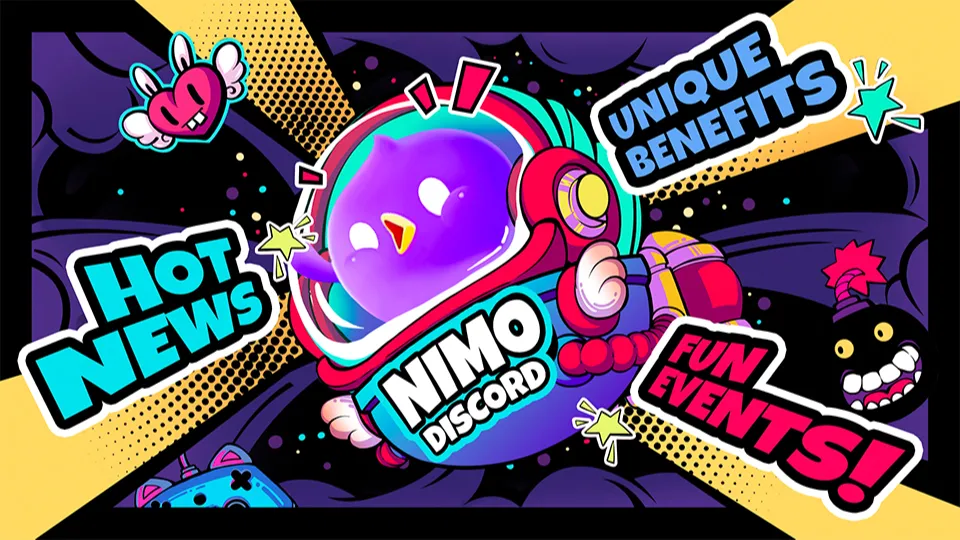 UNIQUE
BENEFITS
HOT
NEWS
NIMO
DISCORD
FUN
EVENTS!